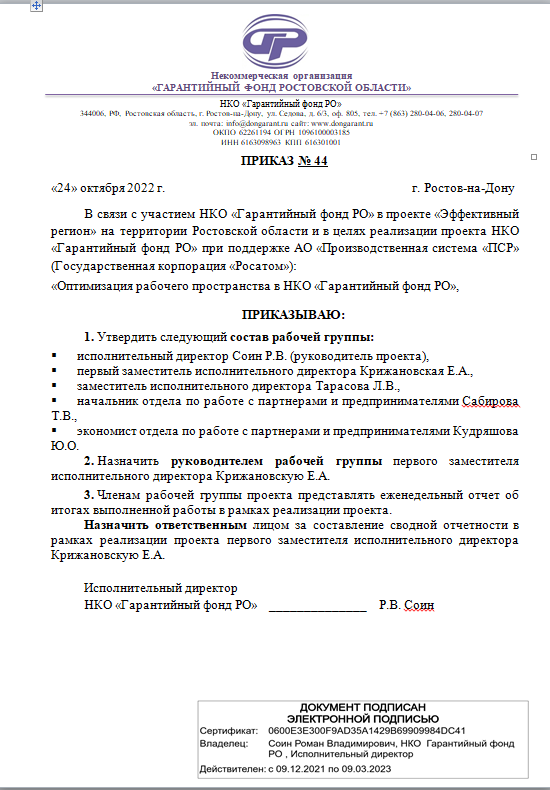 Некоммерческая организация
«ГАРАНТИЙНЫЙ ФОНД РОСТОВСКОЙ ОБЛАСТИ»
НКО «Гарантийный фонд РО»
344006, РФ, Ростовская область, г. Ростов-на-Дону, ул. Седова, д. 6/3, оф. 805, тел. +7 (863) 280-04-06, 280-04-07
эл. почта: info@dongarant.ru сайт: www.dongarant.ru
ОКПО 62261194 ОГРН 1096100003185
ИНН 6163098963 КПП 616301001
ПРИКАЗ № 44
«24» октября 2022 г. г. Ростов-на-Дону
В связи с участием НКО «Гарантийный фонд РО» в проекте «Эффективный
регион» на территории Ростовской области и в целях реализации проекта НКО
«Гарантийный фонд РО» при поддержке АО «Производственная система «ПСР»
(Государственная корпорация «Росатом»):
«Оптимизация рабочего пространства в НКО «Гарантийный фонд РО»,
ПРИКАЗЫВАЮ:
1. Утвердить следующий состав рабочей группы:
▪ исполнительный директор Соин Р.В. (руководитель проекта),
▪ первый заместитель исполнительного директора Крижановская Е.А.,
▪ заместитель исполнительного директора Тарасова Л.В.,
▪ начальник отдела по работе с партнерами и предпринимателями Сабирова
Т.В.,
▪ экономист отдела по работе с партнерами и предпринимателями Кудряшова
Ю.О.
2. Назначить руководителем рабочей группы первого заместителя
исполнительного директора Крижановскую Е.А.
3. Членам рабочей группы проекта представлять еженедельный отчет об
итогах выполненной работы в рамках реализации проекта.
Назначить ответственным лицом за составление сводной отчетности в
рамках реализации проекта первого заместителя исполнительного директора
Крижановскую Е.А.
Исполнительный директор
НКО «Гарантийный фонд РО» _______________ Р.В. Соин
ДОКУМЕНТ ПОДПИСАН
ЭЛЕКТРОННОЙ ПОДПИСЬЮ
Сертификат: 0600E3E300F9AD35A1429B69909984DC41
Владелец: Соин Роман Владимирович, НКО Гарантийный фонд
РО , Исполнительный директор
Действителен: с 09.12.2021 по 09.03.2023